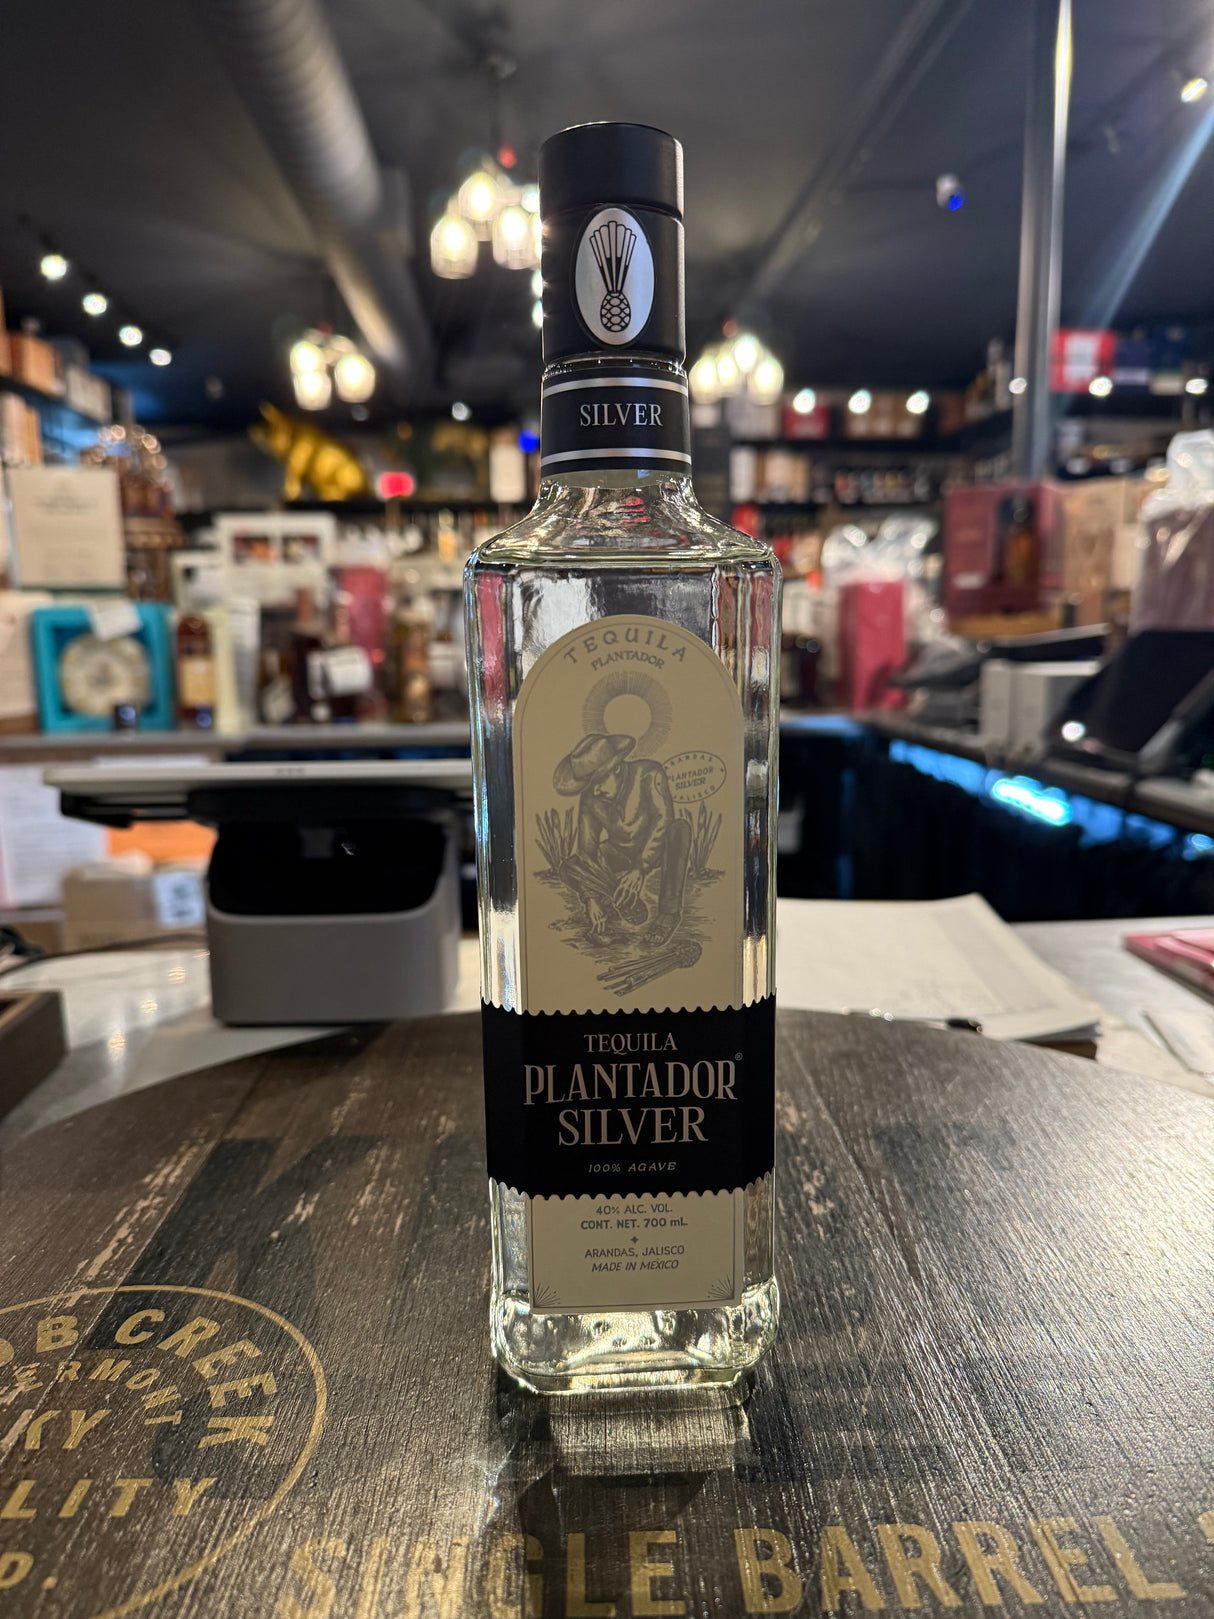 SILVER
TEQUILA
PLANTADOR
ARANDAS
PLANTADOR
SILVER
JALISCO
TEQUILA
PLANTADOR®
SILVER
100% AGAVE
40% ALC. VOL.
CONT. NET. 700 mL
ARANDAS, JALISCO
MADE IN MEXICO
OB CREEK
ERMONT
KY
LITY
D.
SINGLE BARREL